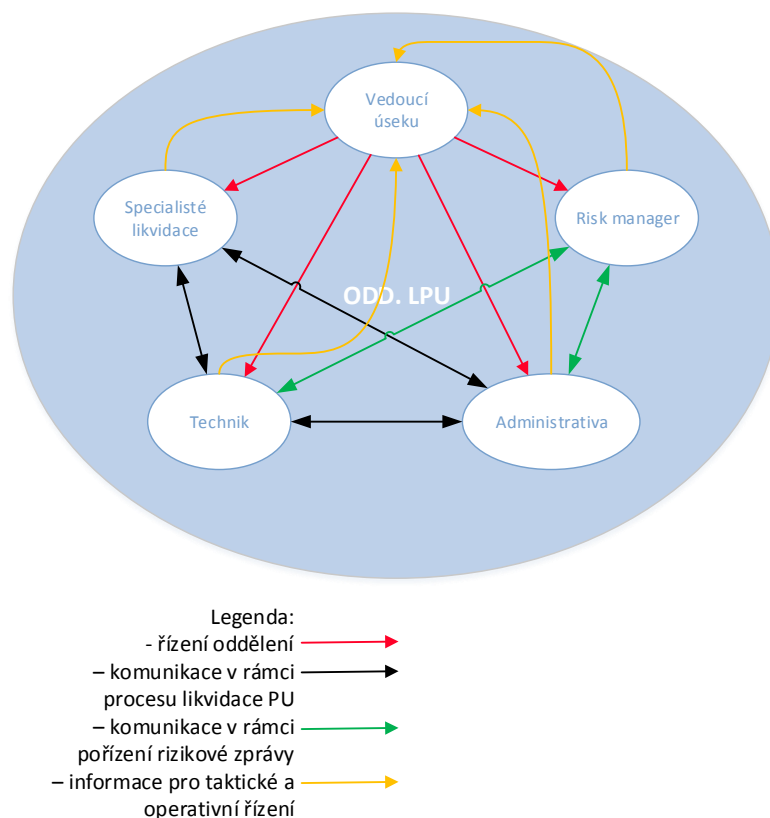 Vedoucí
úseku
Specialisté
likvidace
Risk manager
ODD. LPU
Technik
Administrativa
Legenda:
- řízení oddělení
– komunikace v rámci
procesu likvidace PU
– komunikace v rámci
pořízení rizikové zprávy
– informace pro taktické a
operativní řízení